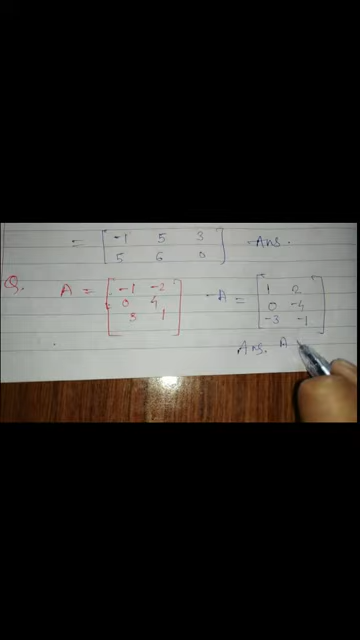 = [ -1 5 3
5 6 0 ] Ans.
Q. A = [ -1 -2
0 4
3 1 ] -A = [ 1 2
0 -4
-3 -1 ]
Ans. A